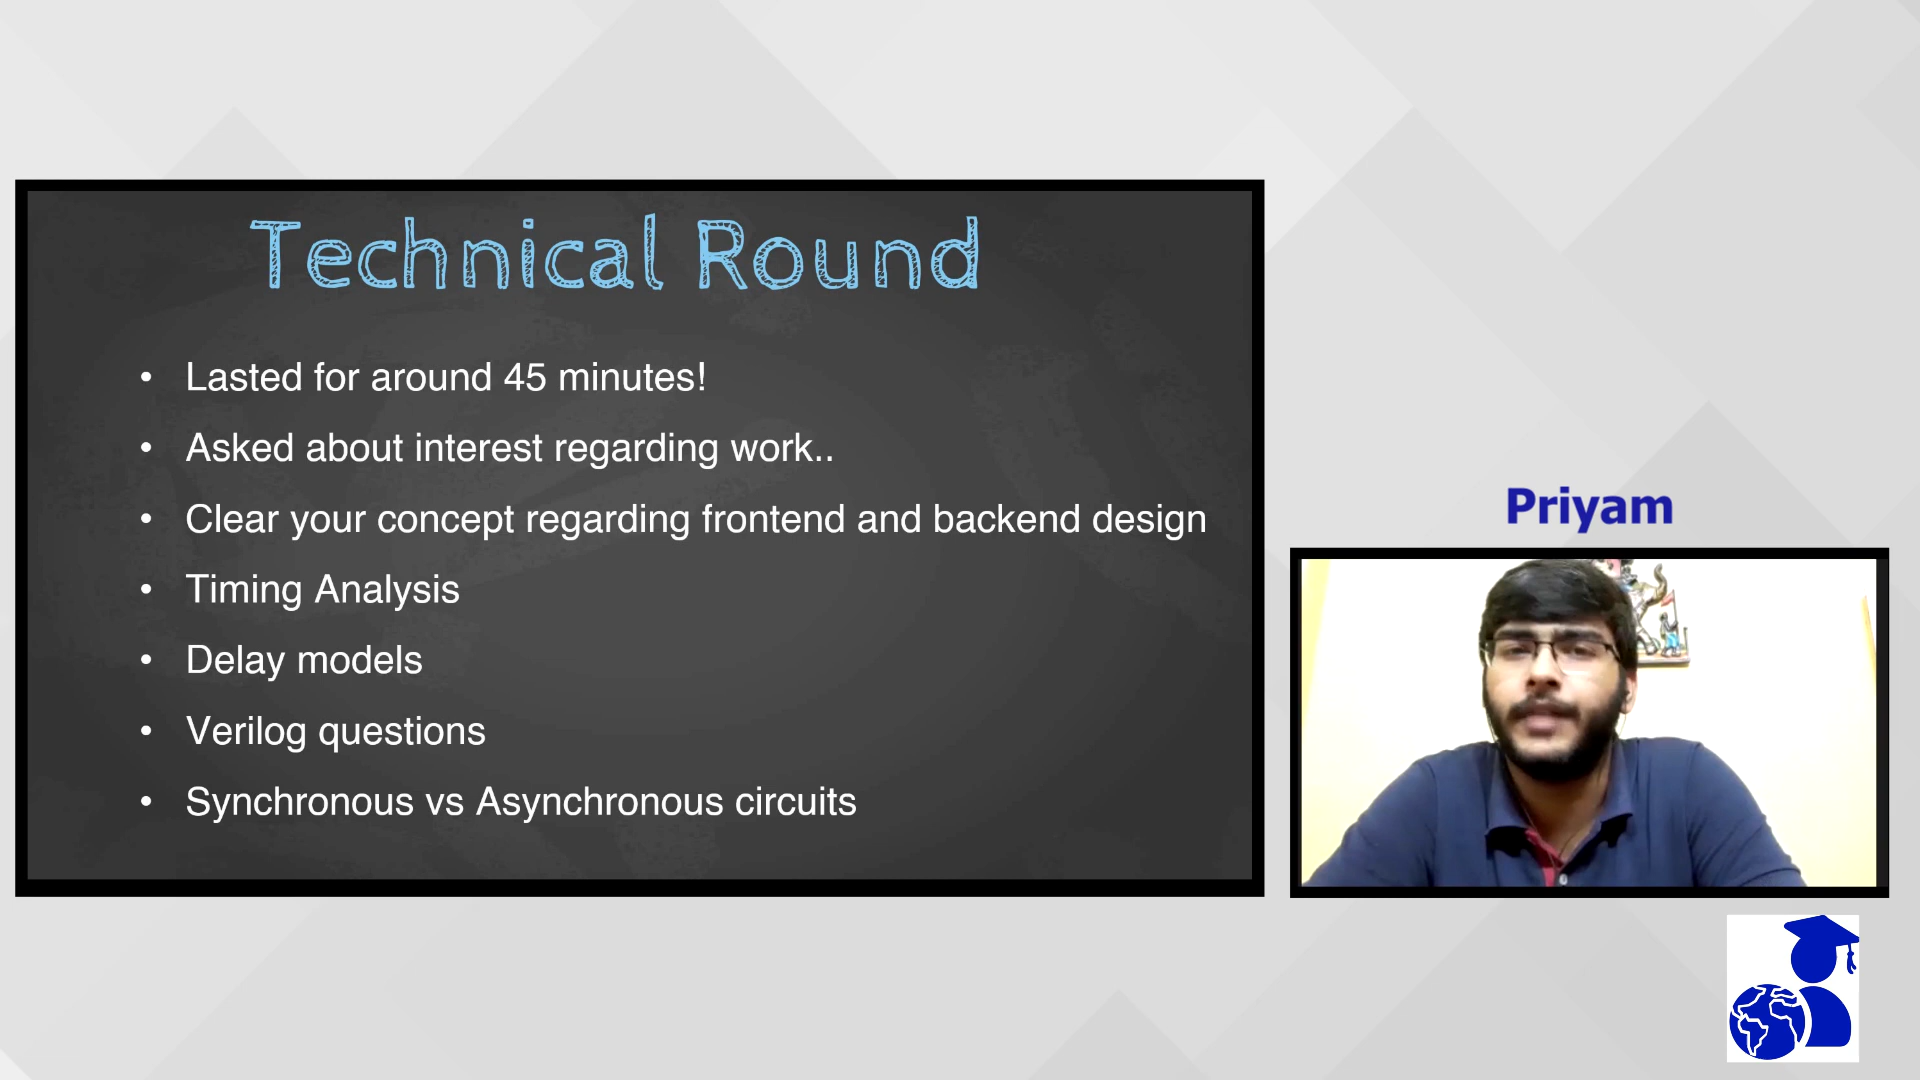 Technical Round
• Lasted for around 45 minutes!
• Asked about interest regarding work..
• Clear your concept regarding frontend and backend design
• Timing Analysis
• Delay models
• Verilog questions
• Synchronous vs Asynchronous circuits
Priyam